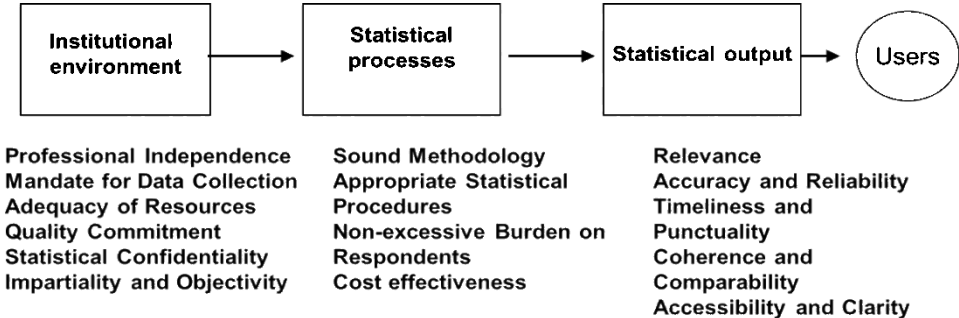 Institutional
environment
Statistical
processes
Statistical output
Users
Professional Independence
Mandate for Data Collection
Adequacy of Resources
Quality Commitment
Statistical Confidentiality
Impartiality and Objectivity
Sound Methodology
Appropriate Statistical
Procedures
Non-excessive Burden on
Respondents
Cost effectiveness
Relevance
Accuracy and Reliability
Timeliness and
Punctuality
Coherence and
Comparability
Accessibility and Clarity